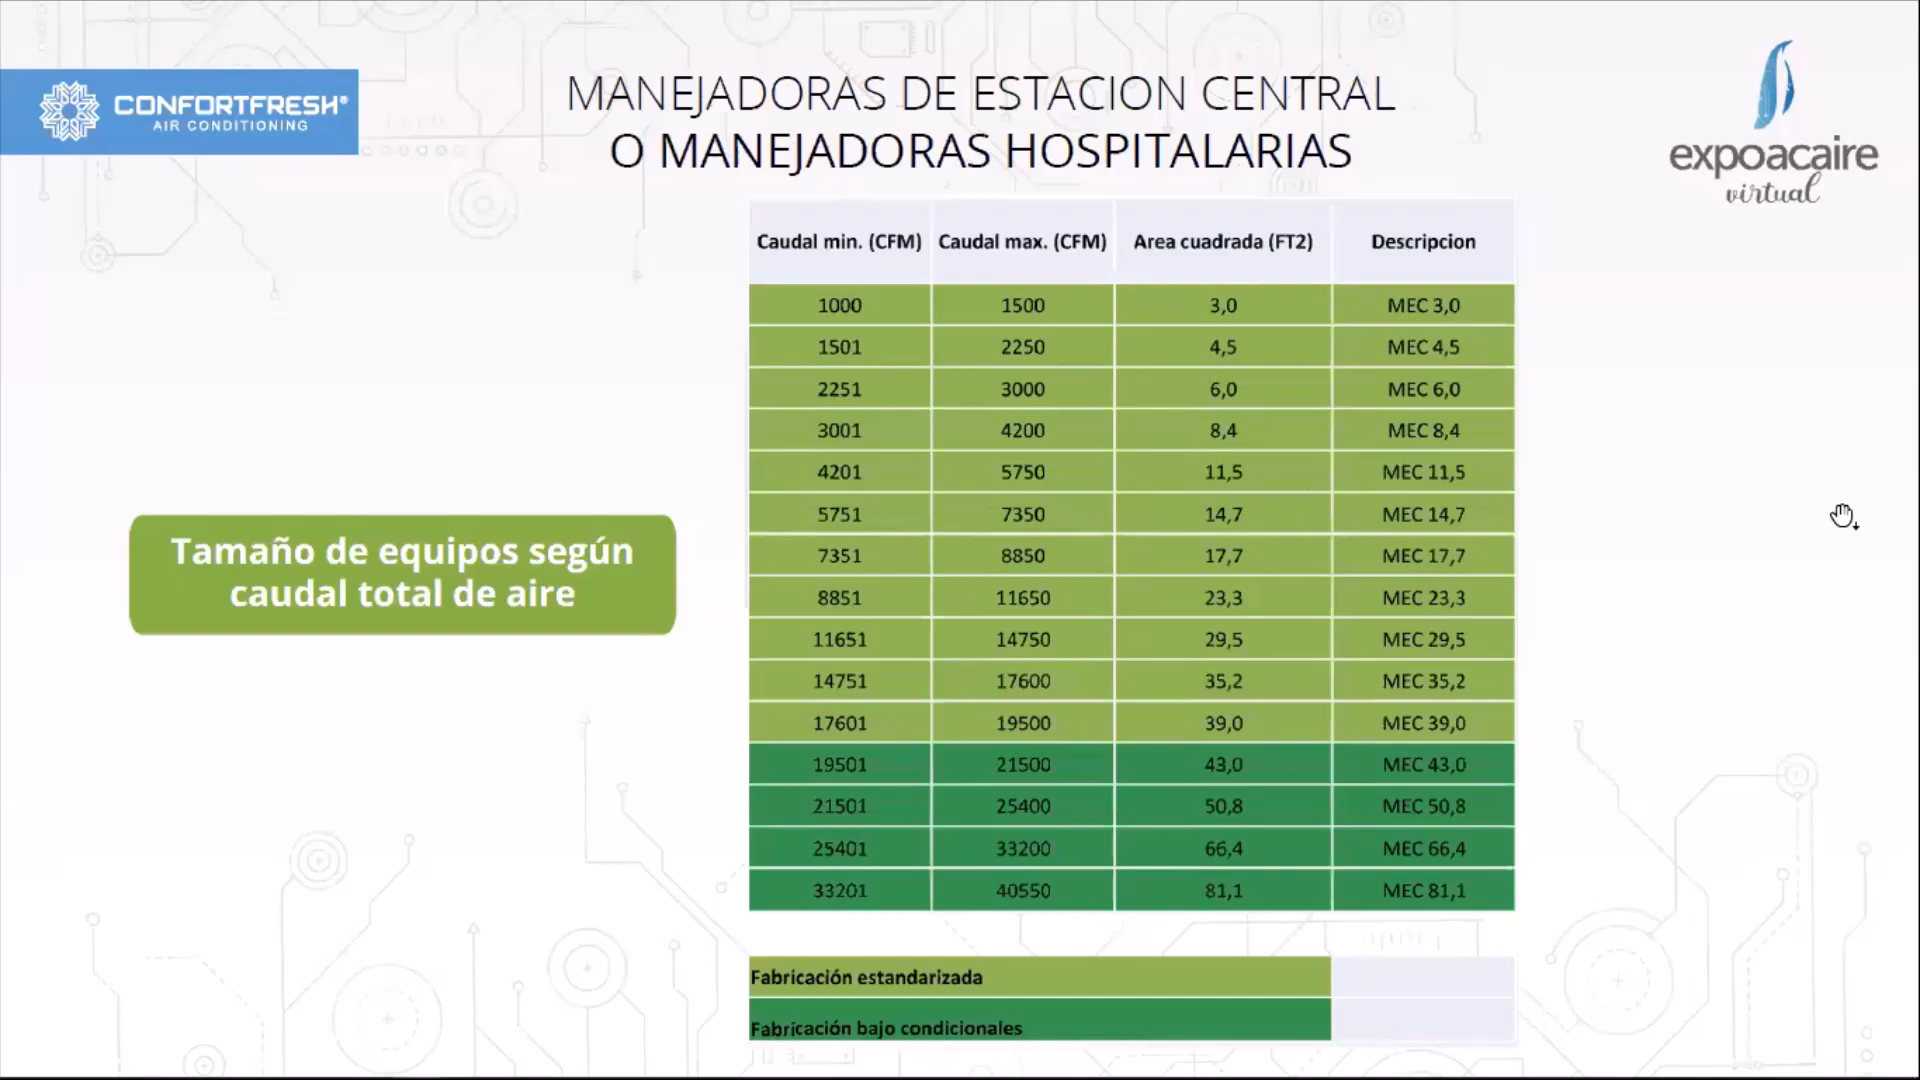 CONFORTFRESH®
AIR CONDITIONING
MANEJADORAS DE ESTACION CENTRAL
O MANEJADORAS HOSPITALARIAS
expoacaire
virtual
Tamaño de equipos según
caudal total de aire
Caudal min. (CFM) Caudal max. (CFM) Area cuadrada (FT2) Descripcion
1000 1500 3,0 MEC 3,0
1501 2250 4,5 MEC 4,5
2251 3000 6,0 MEC 6,0
3001 4200 8,4 MEC 8,4
4201 5750 11,5 MEC 11,5
5751 7350 14,7 MEC 14,7
7351 8850 17,7 MEC 17,7
8851 11650 23,3 MEC 23,3
11651 14750 29,5 MEC 29,5
14751 17600 35,2 MEC 35,2
17601 19500 39,0 MEC 39,0
19501 21500 43,0 MEC 43,0
21501 25400 50,8 MEC 50,8
25401 33200 66,4 MEC 66,4
33201 40550 81,1 MEC 81,1
Fabricación estandarizada
Fabricación bajo condicionales